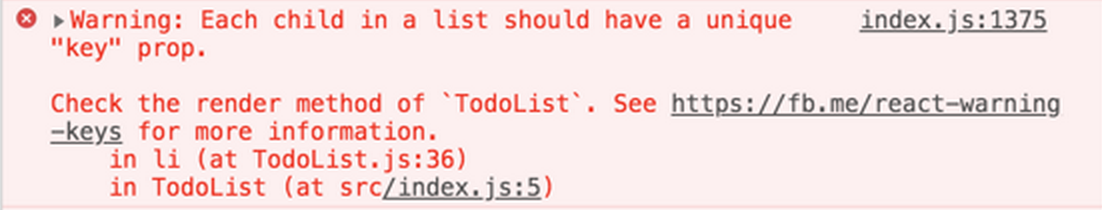 Warning: Each child in a list should have a unique index.js:1375
"key" prop.
Check the render method of `TodoList`. See https://fb.me/react-warning
-keys for more information.
in li (at TodoList.js:36)
in TodoList (at src/index.js:5)